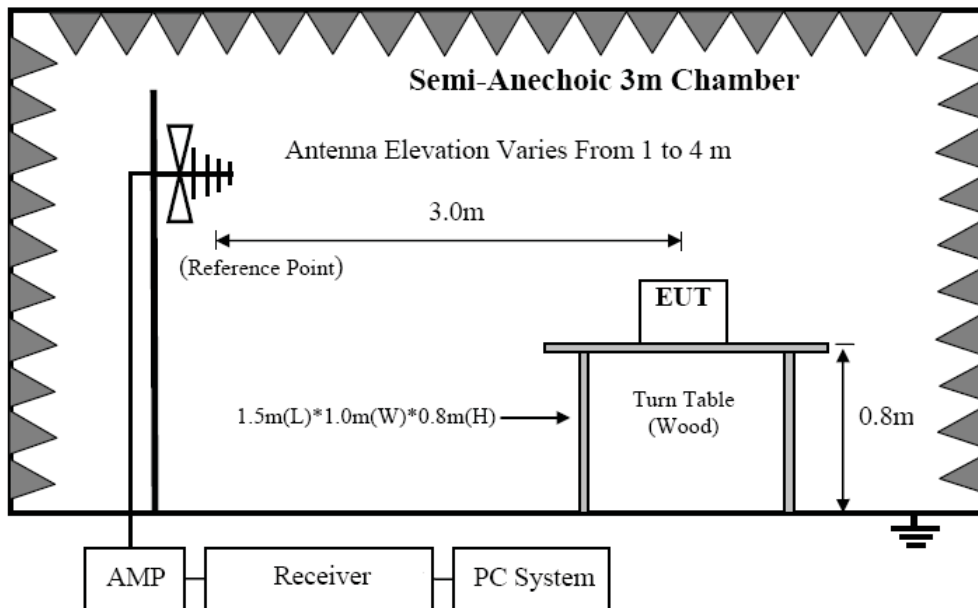 Semi-Anechoic 3m Chamber
Antenna Elevation Varies From 1 to 4 m
3.0m
(Reference Point)
EUT
1.5m(L)*1.0m(W)*0.8m(H)
Turn Table
(Wood)
0.8m
AMP
Receiver
PC System